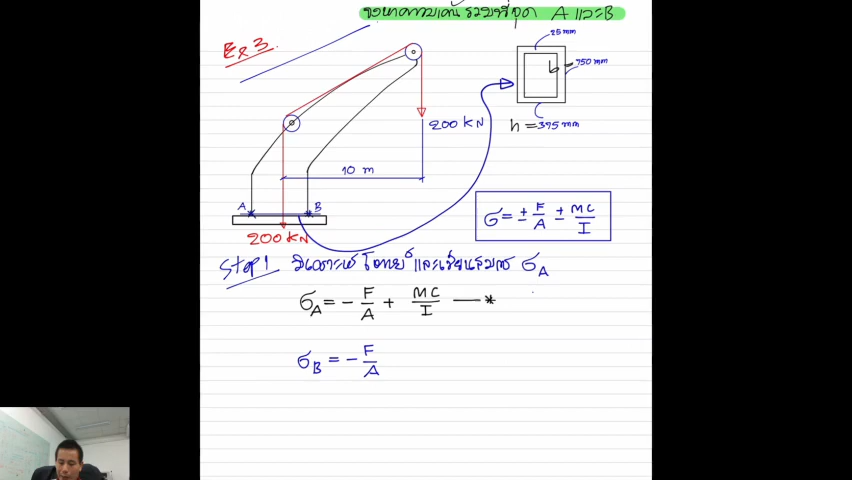 จงหาความเค้นรวมที่จุด A และ B
Ex 3
25 mm
b = 750 mm
h = 375 mm
200 kN
10 m
A B
200 kN
σ = ± F/A ± MC/I
Step 1 วิเคราะห์โจทย์และเขียนสมการ σA
σA = - F/A + MC/I — *
σB = - F/A